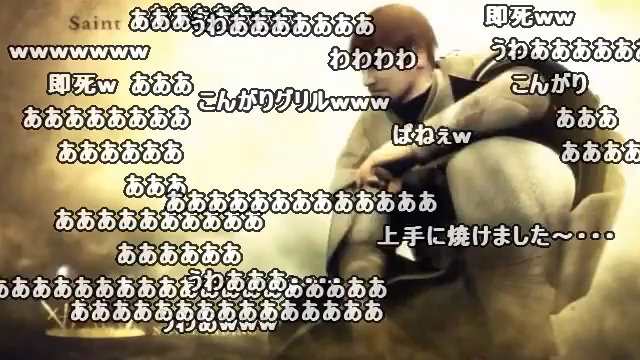 Saint
あああああああああ
うわあああああああ
即死ww
wwwwwww
わわわわ
うわああああああ
即死w
あああ
こんがり
こんがりグリルwww
ああああああああ
あああ
ぱねぇw
ああああああ
ああああ
あああ
あああああああああああああ
ああああああああああ
上手に焼けました～・・・
ああああああ
うわあああ・・・・
ああああああああああああああああああ
あああああああああああああああ
うわあwww